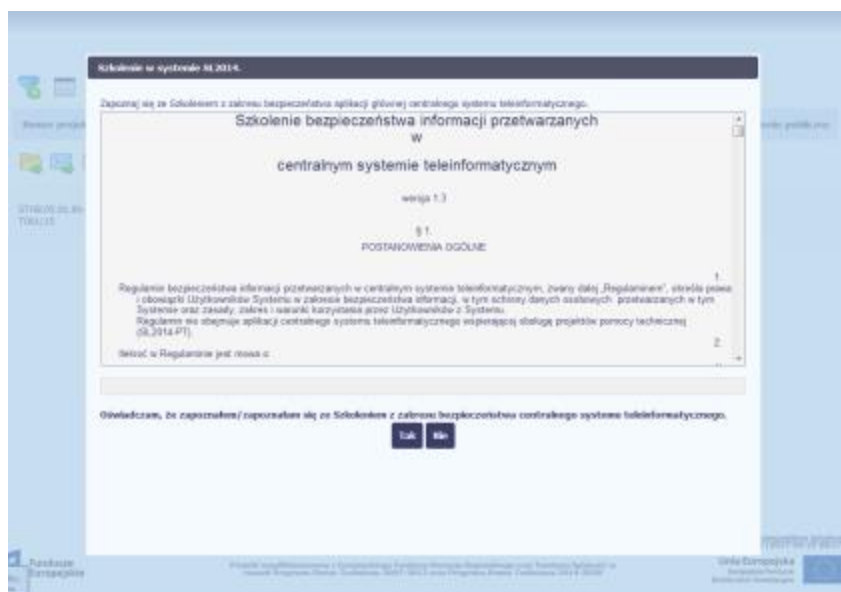 Szkolenie w systemie SL2014.
Zapoznaj się ze Szkoleniem z zakresu bezpieczeństwa aplikacji głównej centralnego systemu teleinformatycznego.
Szkolenie bezpieczeństwa informacji przetwarzanych
w
centralnym systemie teleinformatycznym
wersja 1.3
§ 1.
POSTANOWIENIA OGÓLNE
1.
Regulamin bezpieczeństwa informacji przetwarzanych w centralnym systemie teleinformatycznym, zwany dalej „Regulaminem”, określa prawa
i obowiązki Użytkowników Systemu w zakresie bezpieczeństwa informacji, w tym ochrony danych osobowych przetwarzanych w tym
Systemie oraz zasady, zakres i warunki korzystania przez Użytkowników z Systemu.
Regulamin nie obejmuje aplikacji centralnego systemu teleinformatycznego wspierającej obsługę projektów pomocy technicznej
(SL2014-PT).
2.
Ilekroć w Regulaminie jest mowa o:
Oświadczam, że zapoznałem/zapoznałam się ze Szkoleniem z zakresu bezpieczeństwa centralnego systemu teleinformatycznego.
Tak Nie
Fundusze
Europejskie
Unia Europejska